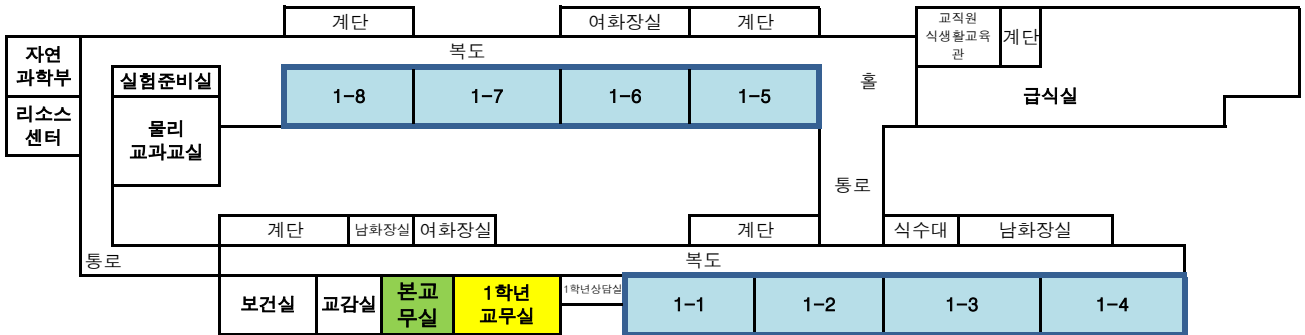 계단
여화장실
계단
교직원
식생활교육
관
계단
자연
과학부
복도
실험준비실
1-8
1-7
1-6
1-5
홀
급식실
리소스
센터
물리
교과교실
통로
계단
남화장실
여화장실
계단
식수대
남화장실
통로
복도
보건실
교감실
본교
무실
1학년
교무실
1학년상담실
1-1
1-2
1-3
1-4